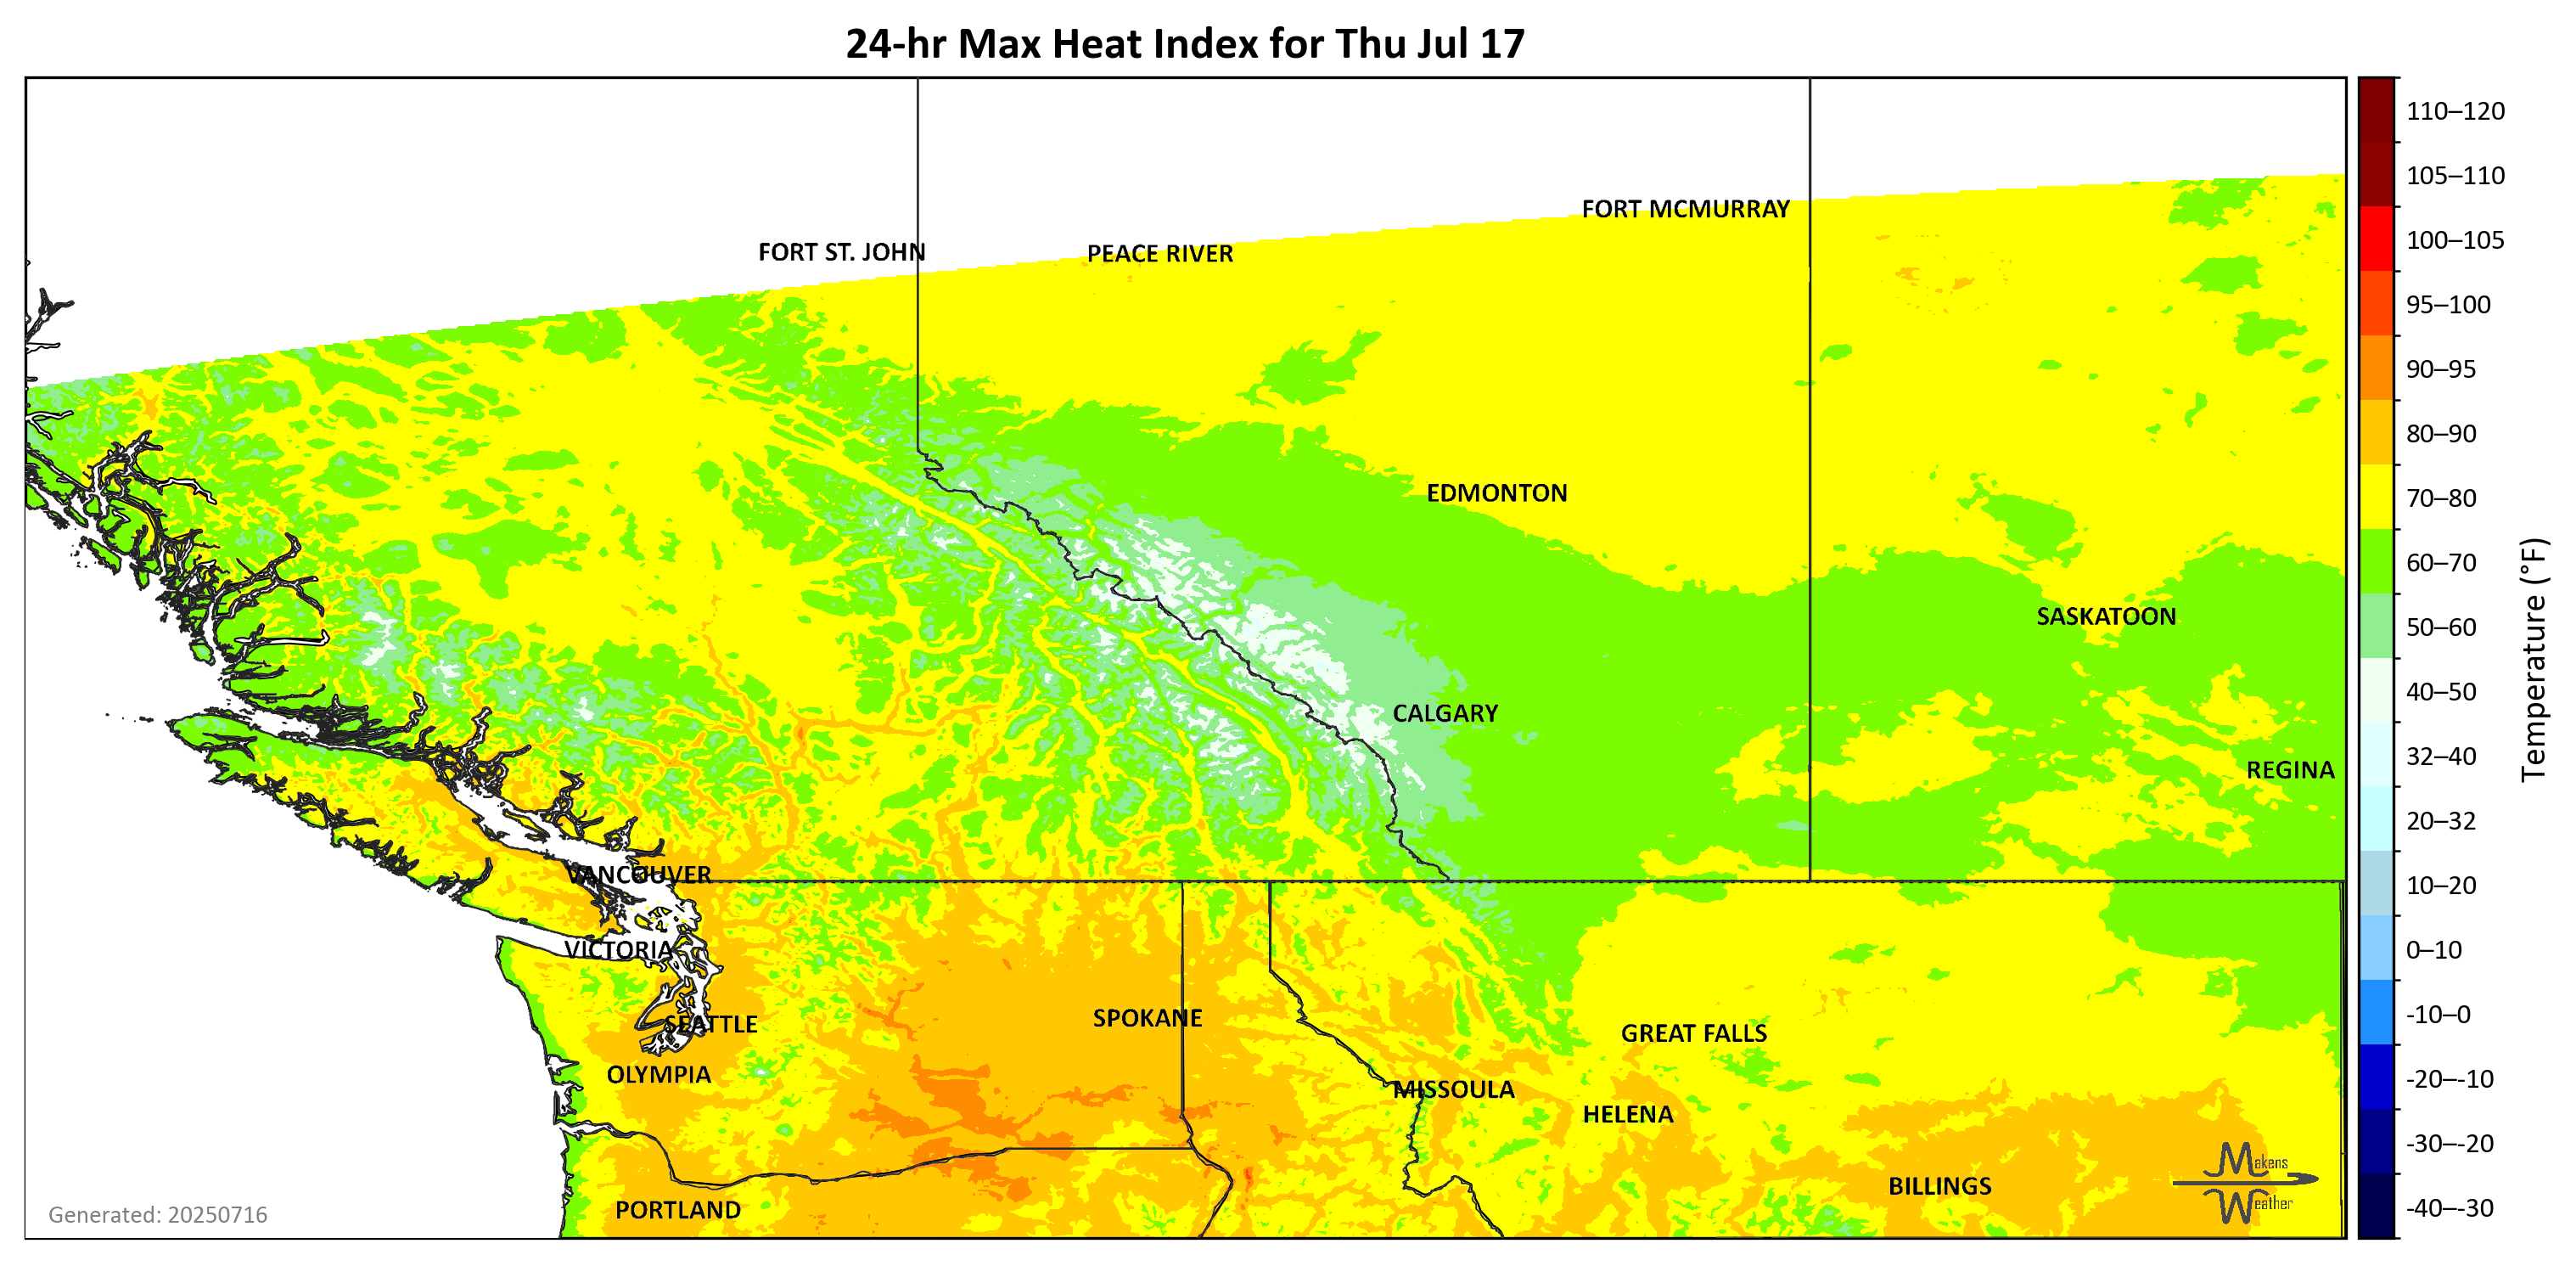 24-hr Max Heat Index for Thu Jul 17
FORT MCMURRAY
FORT ST. JOHN
PEACE RIVER
EDMONTON
SASKATOON
CALGARY
REGINA
VANCOUVER
VICTORIA
SEATTLE
SPOKANE
GREAT FALLS
OLYMPIA
MISSOULA
HELENA
BILLINGS
PORTLAND
Makens
Weather
Generated: 20250716
110–120
105–110
100–105
95–100
90–95
80–90
70–80
60–70
50–60
40–50
32–40
20–32
10–20
0–10
-10–0
-20–-10
-30–-20
-40–-30
Temperature (°F)